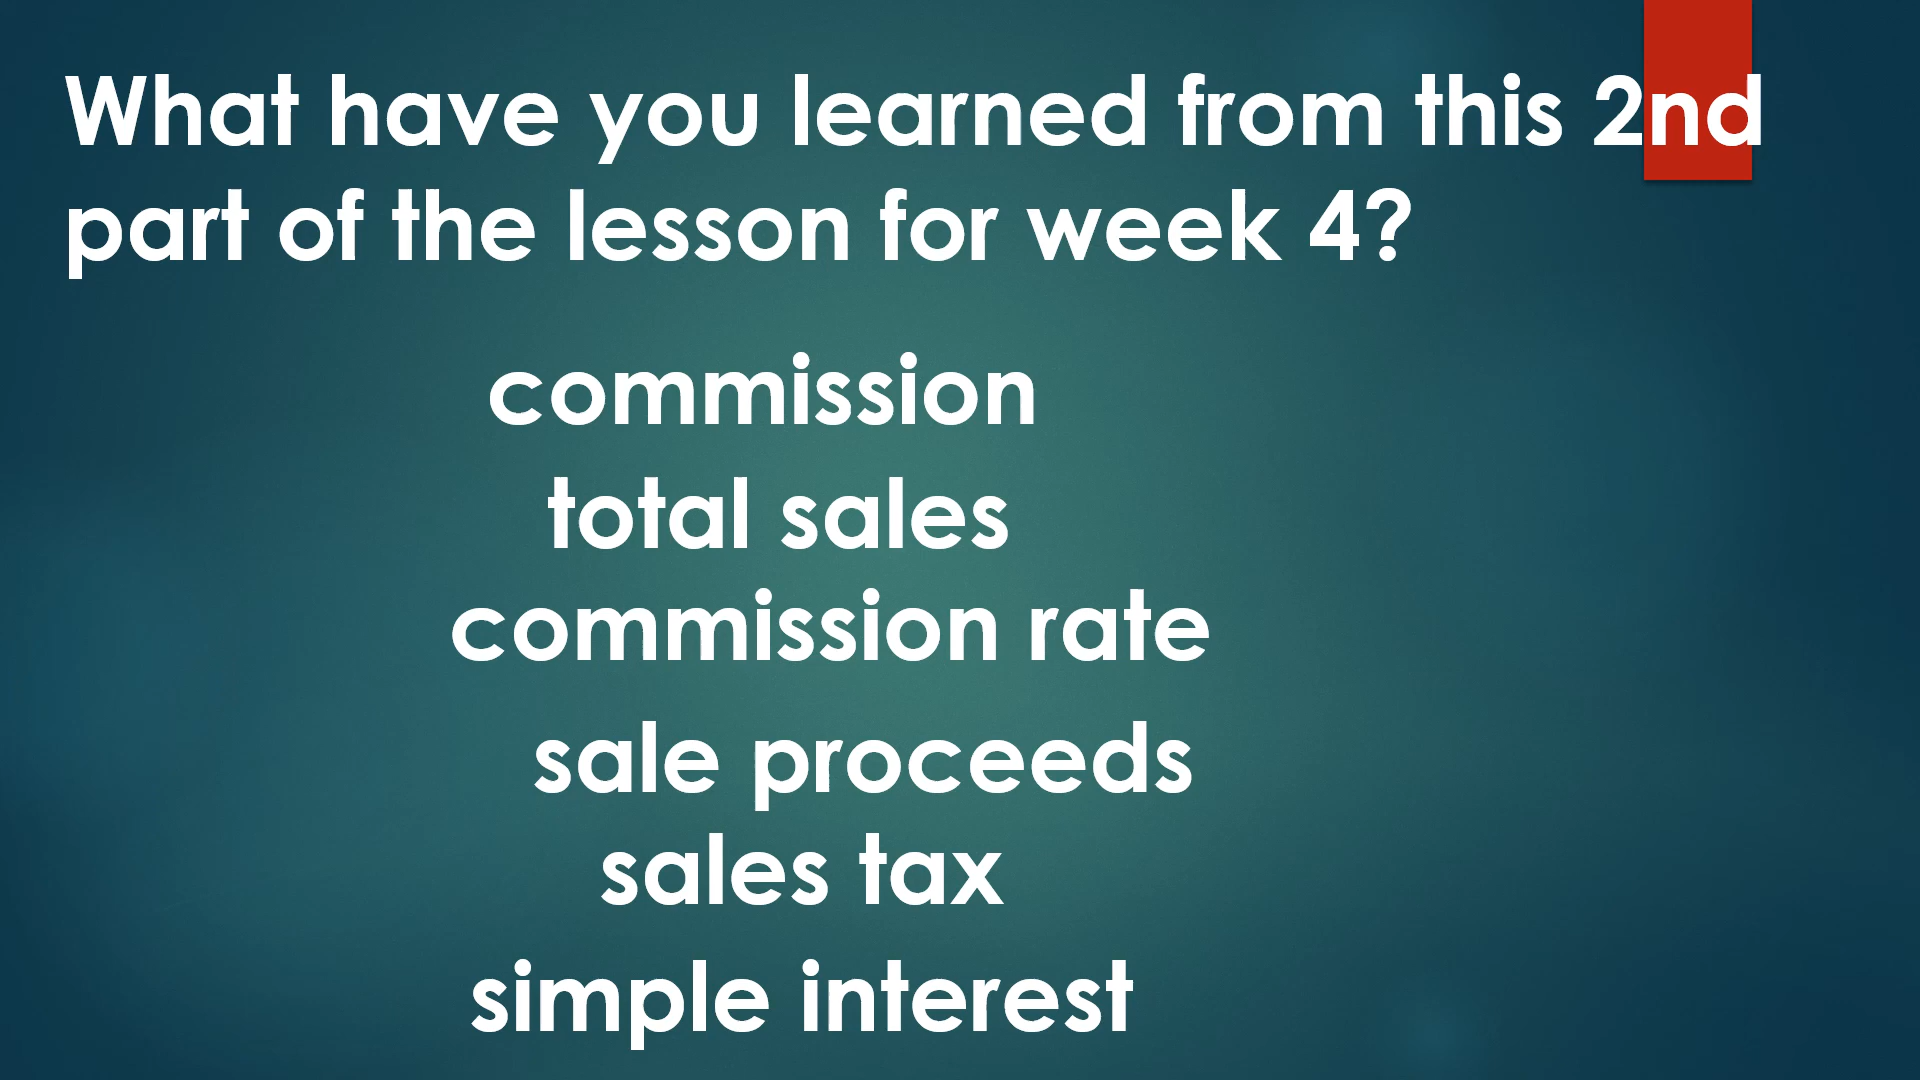 What have you learned from this 2nd
part of the lesson for week 4?
commission
total sales
commission rate
sale proceeds
sales tax
simple interest